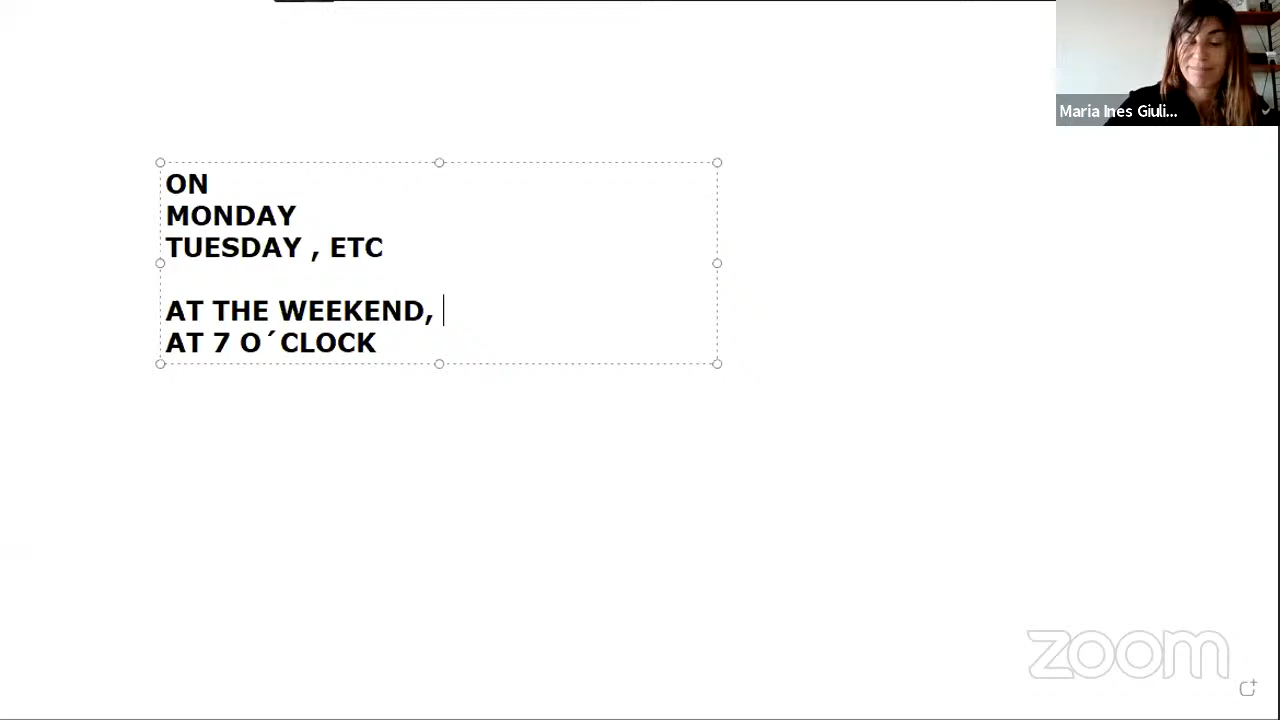 Maria Ines Giuli...
ON
MONDAY
TUESDAY , ETC
AT THE WEEKEND,
AT 7 O´CLOCK
zoom